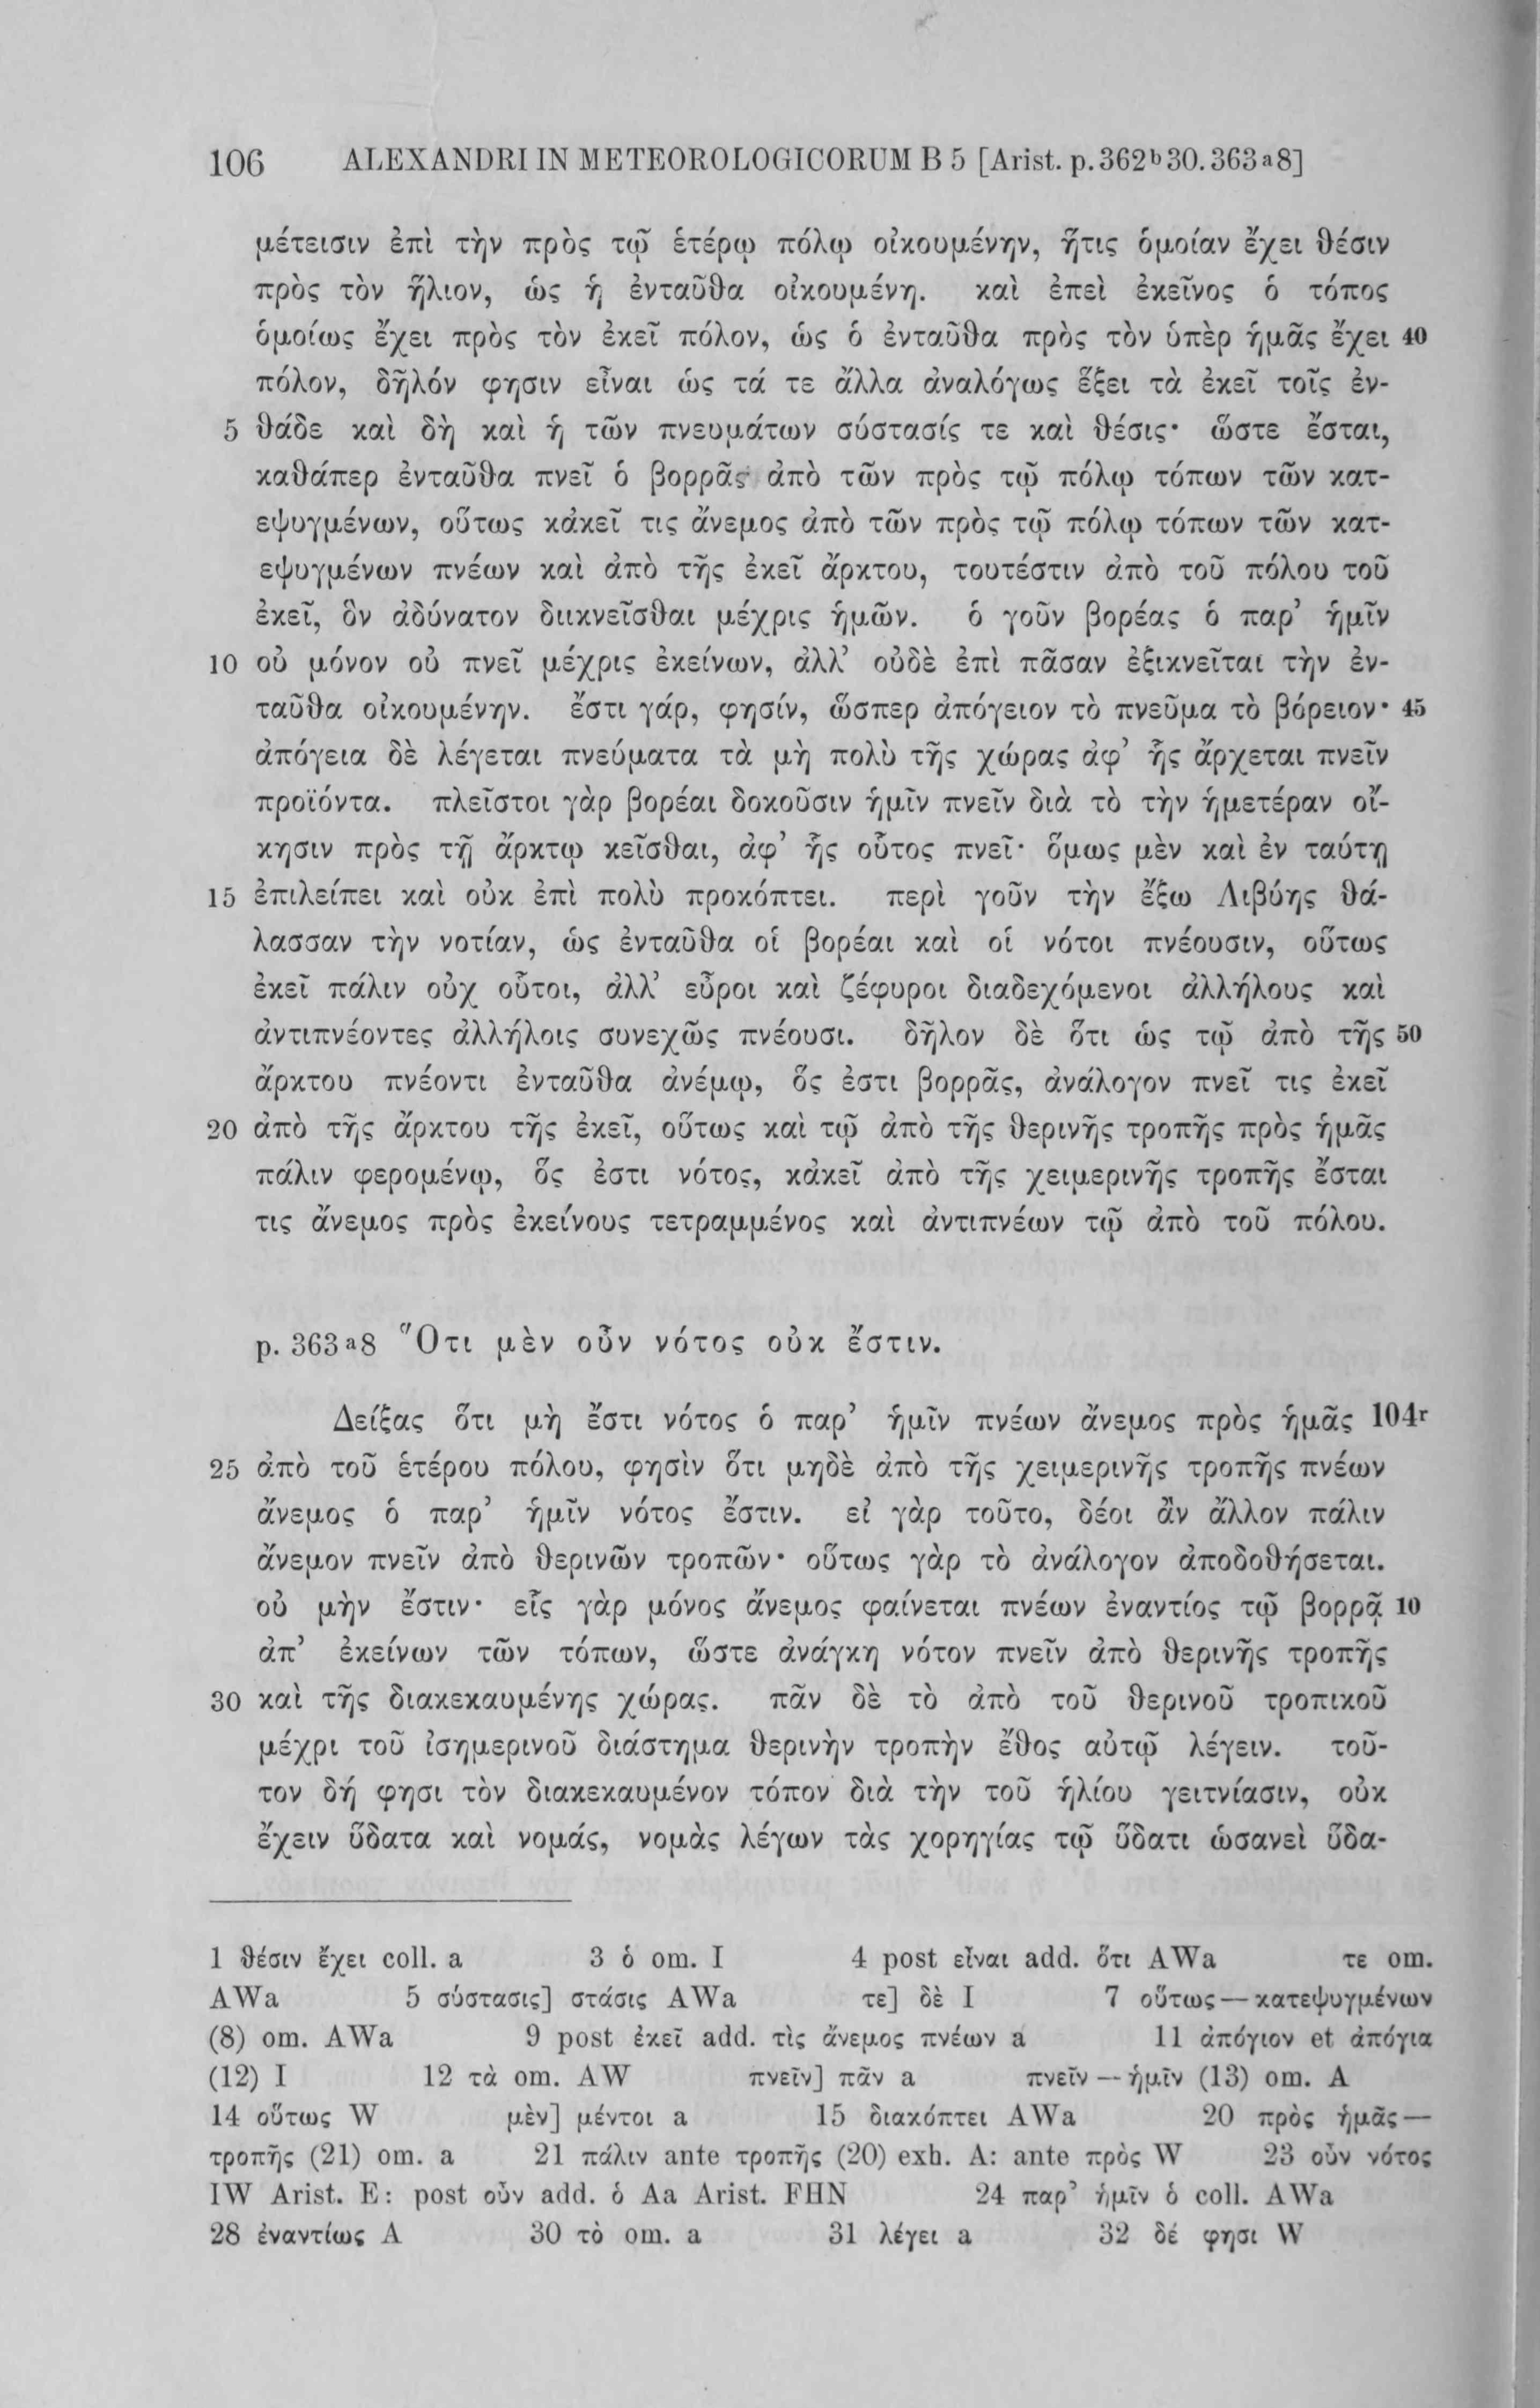 106 ALEXANDRI IN METEOROLOGICORUM B 5 [Arist. p. 362ᵇ30. 363ᵃ8]
μέτεισιν ἐπὶ τὴν πρὸς τῷ ἑτέρῳ πόλῳ οἰκουμένην, ἥτις ὁμοίαν ἔχει θέσιν
πρὸς τὸν ἥλιον, ὡς ἡ ἐνταῦθα οἰκουμένη. καὶ ἐπεὶ ἐκεῖνος ὁ τόπος
ὁμοίως ἔχει πρὸς τὸν ἐκεῖ πόλον, ὡς ὁ ἐνταῦθα πρὸς τὸν ὑπὲρ ἡμᾶς ἔχει 40
πόλον, δῆλόν φησιν εἶναι ὡς τά τε ἄλλα ἀναλόγως ἕξει τὰ ἐκεῖ τοῖς ἐν-
5 θάδε καὶ δὴ καὶ ἡ τῶν πνευμάτων σύστασίς τε καὶ θέσις· ὥστε ἔσται,
καθάπερ ἐνταῦθα πνεῖ ὁ βορρᾶς ἀπὸ τῶν πρὸς τῷ πόλῳ τόπων τῶν κατ-
εψυγμένων, οὕτως κἀκεῖ τις ἄνεμος ἀπὸ τῶν πρὸς τῷ πόλῳ τόπων τῶν κατ-
εψυγμένων πνέων καὶ ἀπὸ τῆς ἐκεῖ ἄρκτου, τουτέστιν ἀπὸ τοῦ πόλου τοῦ
ἐκεῖ, ὃν ἀδύνατον διικνεῖσθαι μέχρις ἡμῶν. ὁ γοῦν βορέας ὁ παρ’ ἡμῖν
10 οὐ μόνον οὐ πνεῖ μέχρις ἐκείνων, ἀλλ’ οὐδὲ ἐπὶ πᾶσαν ἐξικνεῖται τὴν ἐν-
ταῦθα οἰκουμένην. ἔστι γάρ, φησίν, ὥσπερ ἀπόγειον τὸ πνεῦμα τὸ βόρειον· 45
ἀπόγεια δὲ λέγεται πνεύματα τὰ μὴ πολὺ τῆς χώρας ἀφ’ ἧς ἄρχεται πνεῖν
προϊόντα. πλεῖστοι γὰρ βορέαι δοκοῦσιν ἡμῖν πνεῖν διὰ τὸ τὴν ἡμετέραν οἴ-
κησιν πρὸς τῇ ἄρκτῳ κεῖσθαι, ἀφ’ ἧς οὗτος πνεῖ· ὅμως μὲν καὶ ἐν ταύτῃ
15 ἐπιλείπει καὶ οὐκ ἐπὶ πολὺ προκόπτει. περὶ γοῦν τὴν ἔξω Λιβύης θά-
λασσαν τὴν νοτίαν, ὡς ἐνταῦθα οἱ βορέαι καὶ οἱ νότοι πνέουσιν, οὕτως
ἐκεῖ πάλιν οὐχ οὗτοι, ἀλλ’ εὖροι καὶ ζέφυροι διαδεχόμενοι ἀλλήλους καὶ
ἀντιπνέοντες ἀλλήλοις συνεχῶς πνέουσι. δῆλον δὲ ὅτι ὡς τῷ ἀπὸ τῆς 50
ἄρκτου πνέοντι ἐνταῦθα ἀνέμῳ, ὅς ἐστι βορρᾶς, ἀνάλογον πνεῖ τις ἐκεῖ
20 ἀπὸ τῆς ἄρκτου τῆς ἐκεῖ, οὕτως καὶ τῷ ἀπὸ τῆς θερινῆς τροπῆς πρὸς ἡμᾶς
πάλιν φερομένῳ, ὅς ἐστι νότος, κἀκεῖ ἀπὸ τῆς χειμερινῆς τροπῆς ἔσται
τις ἄνεμος πρὸς ἐκείνους τετραμμένος καὶ ἀντιπνέων τῷ ἀπὸ τοῦ πόλου.
p. 363ᵃ8 Ὅτι μὲν οὖν νότος οὐκ ἔστιν.
Δείξας ὅτι μὴ ἔστι νότος ὁ παρ’ ἡμῖν πνέων ἄνεμος πρὸς ἡμᾶς 104ʳ
25 ἀπὸ τοῦ ἑτέρου πόλου, φησὶν ὅτι μηδὲ ἀπὸ τῆς χειμερινῆς τροπῆς πνέων
ἄνεμος ὁ παρ’ ἡμῖν νότος ἔστιν. εἰ γὰρ τοῦτο, δέοι ἂν ἄλλον πάλιν
ἄνεμον πνεῖν ἀπὸ θερινῶν τροπῶν· οὕτως γὰρ τὸ ἀνάλογον ἀποδοθήσεται.
οὐ μὴν ἔστιν· εἷς γὰρ μόνος ἄνεμος φαίνεται πνέων ἐναντίος τῷ βορρᾷ 10
ἀπ’ ἐκείνων τῶν τόπων, ὥστε ἀνάγκη νότον πνεῖν ἀπὸ θερινῆς τροπῆς
30 καὶ τῆς διακεκαυμένης χώρας. πᾶν δὲ τὸ ἀπὸ τοῦ θερινοῦ τροπικοῦ
μέχρι τοῦ ἰσημερινοῦ διάστημα θερινὴν τροπὴν ἔθος αὐτῷ λέγειν. τοῦ-
τον δή φησι τὸν διακεκαυμένον τόπον διὰ τὴν τοῦ ἡλίου γειτνίασιν, οὐκ
ἔχειν ὕδατα καὶ νομάς, νομὰς λέγων τὰς χορηγίας τῷ ὕδατι ὡσανεὶ ὕδα-
1 θέσιν ἔχει coll. a 3 ὁ om. I 4 post εἶναι add. ὅτι AWa τε om.
AWa 5 σύστασις] στάσις AWa τε] δὲ I 7 οὕτως — κατεψυγμένων
(8) om. AWa 9 post ἐκεῖ add. τὶς ἄνεμος πνέων a 11 ἀπόγιον et ἀπόγια
(12) I 12 τὰ om. AW πνεῖν] πᾶν a πνεῖν — ἡμῖν (13) om. A
14 οὕτως W μὲν] μέντοι a 15 διακόπτει AWa 20 πρὸς ἡμᾶς —
τροπῆς (21) om. a 21 πάλιν ante τροπῆς (20) exh. A: ante πρὸς W 23 οὖν νότος
IW Arist. E: post οὖν add. ὁ Aa Arist. FHN 24 παρ’ ἡμῖν ὁ coll. AWa
28 ἐναντίως A 30 τὸ om. a 31 λέγει a 32 δέ φησι W